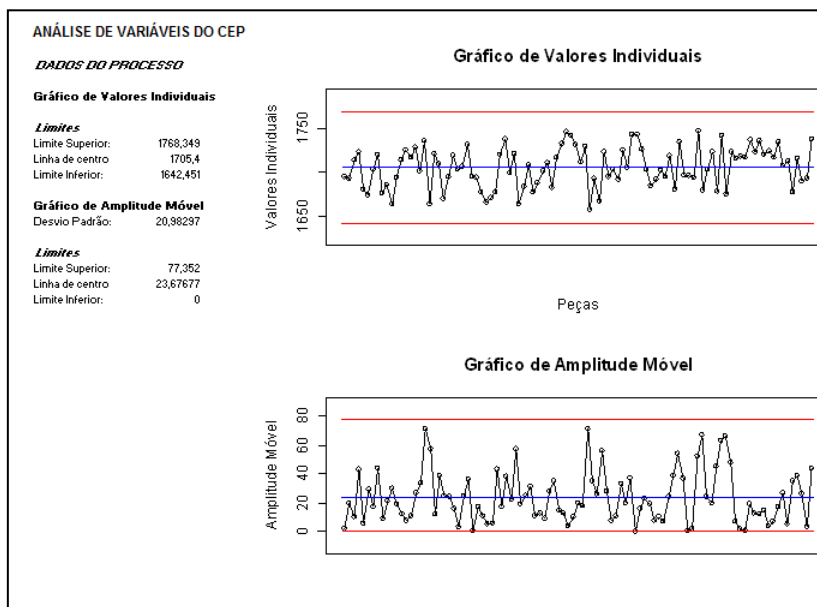 ANÁLISE DE VARIÁVEIS DO CEP
DADOS DO PROCESSO
Gráfico de Valores Individuais
Limites
Limite Superior: 1768,349
Linha de centro 1705,4
Limite Inferior: 1642,451
Gráfico de Amplitude Móvel
Desvio Padrão: 20,98297
Limites
Limite Superior: 77,352
Linha de centro 23,67677
Limite Inferior: 0
Gráfico de Valores Individuais
Valores Individuais
1750
1650
Peças
Gráfico de Amplitude Móvel
Amplitude Móvel
80
60
40
20
0